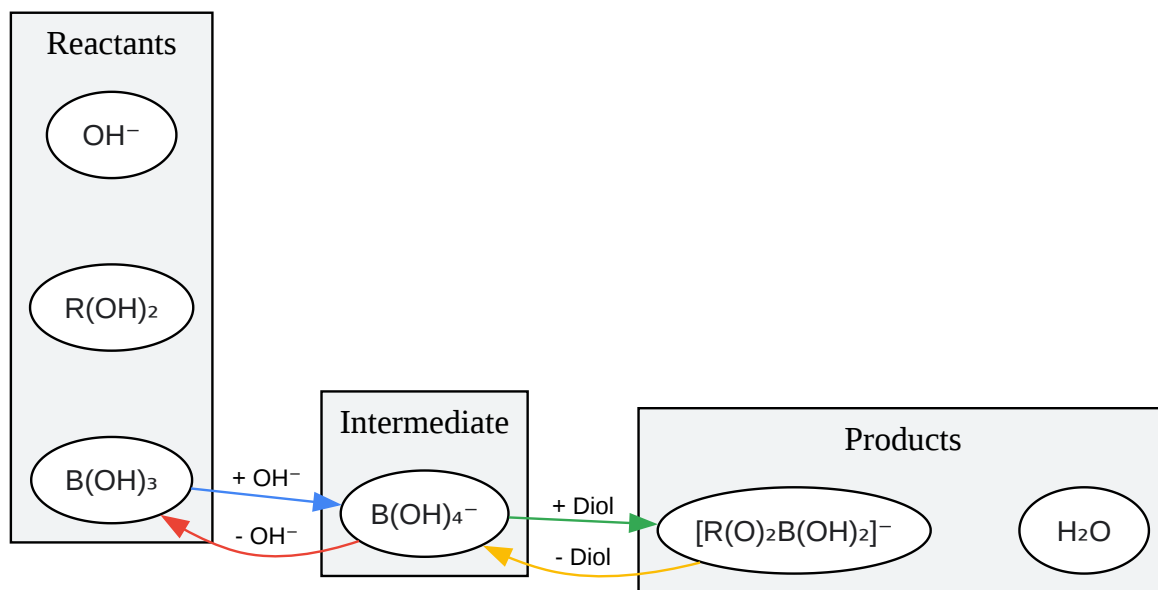 Reactants
OH⁻
R(OH)₂
B(OH)₃
+ OH⁻
- OH⁻
Intermediate
B(OH)₄⁻
+ Diol
- Diol
Products
[R(O)₂B(OH)₂]⁻
H₂O